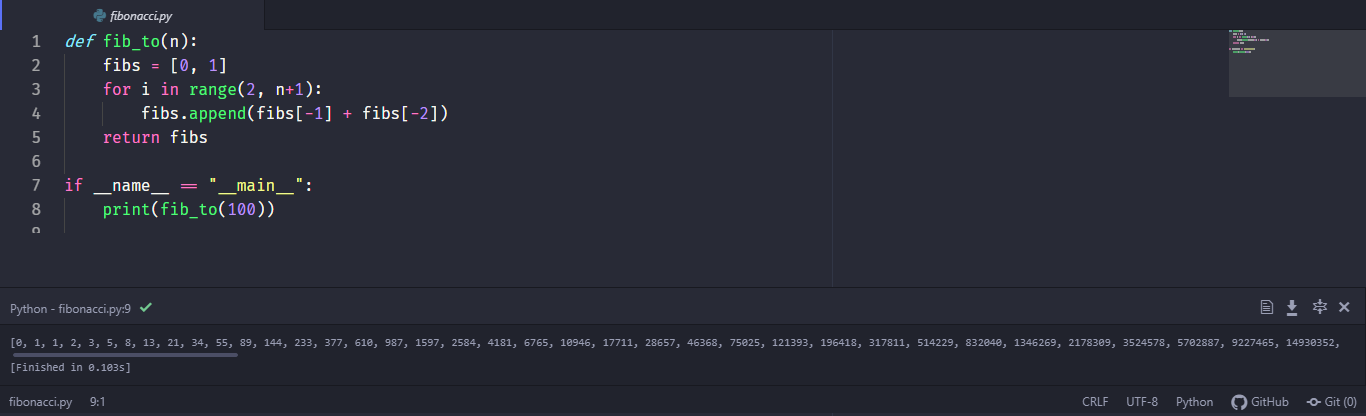 fibonacci.py
1 def fib_to(n):
2     fibs = [0, 1]
3     for i in range(2, n+1):
4         fibs.append(fibs[-1] + fibs[-2])
5     return fibs
6
7 if __name__ == "__main__":
8     print(fib_to(100))
9
Python - fibonacci.py:9
[0, 1, 1, 2, 3, 5, 8, 13, 21, 34, 55, 89, 144, 233, 377, 610, 987, 1597, 2584, 4181, 6765, 10946, 17711, 28657, 46368, 75025, 121393, 196418, 317811, 514229, 832040, 1346269, 2178309, 3524578, 5702887, 9227465, 14930352,
[Finished in 0.103s]
fibonacci.py 9:1 CRLF UTF-8 Python GitHub Git (0)